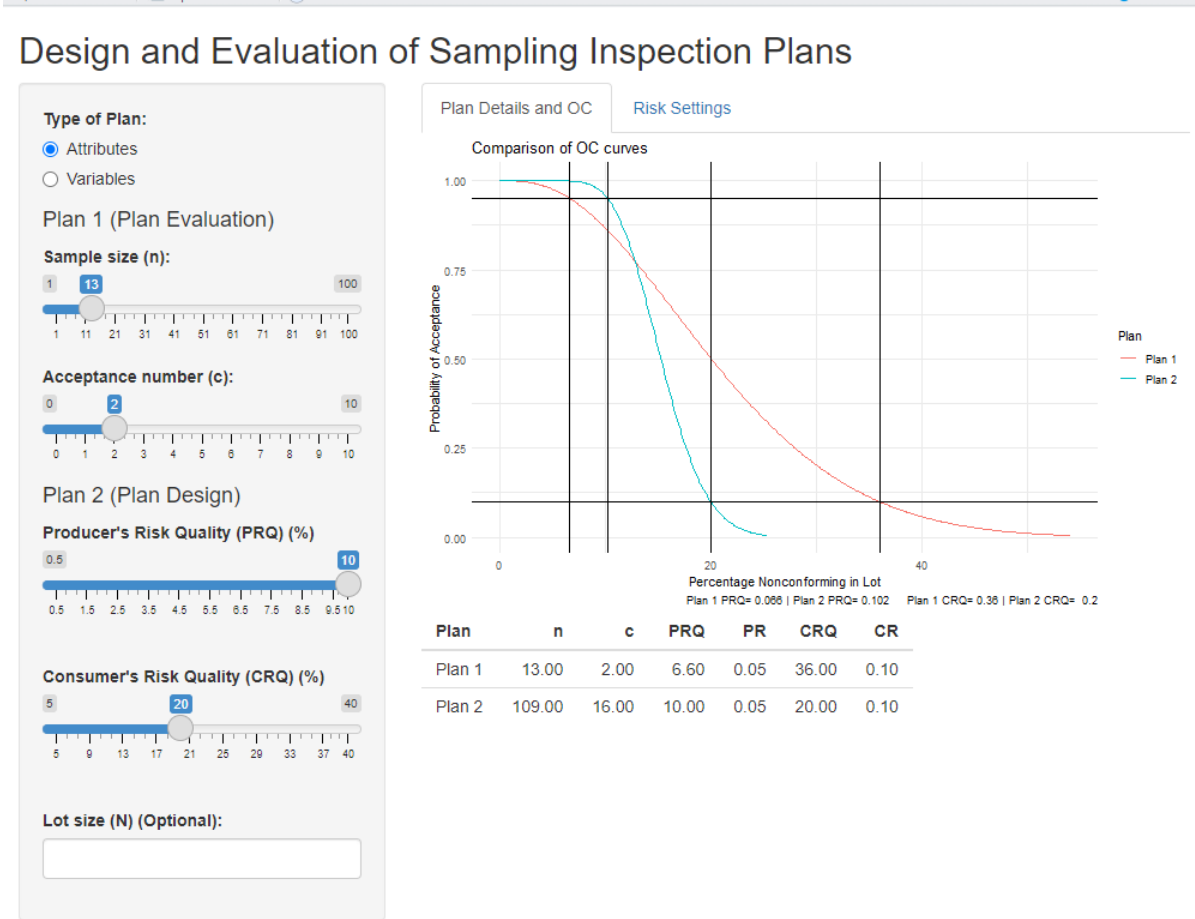 Design and Evaluation of Sampling Inspection Plans
Type of Plan:
Attributes
Variables
Plan 1 (Plan Evaluation)
Sample size (n):
1 13 100
1 11 21 31 41 51 61 71 81 91 100
Acceptance number (c):
0 2 10
0 1 2 3 4 5 6 7 8 9 10
Plan 2 (Plan Design)
Producer's Risk Quality (PRQ) (%)
0.5 10
0.5 1.5 2.5 3.5 4.5 5.5 6.5 7.5 8.5 9.5 10
Consumer's Risk Quality (CRQ) (%)
5 20 40
5 9 13 17 21 25 29 33 37 40
Lot size (N) (Optional):
Plan Details and OC Risk Settings
Comparison of OC curves
1.00
0.75
0.50
0.25
0.00
Probability of Acceptance
0 20 40
Percentage Nonconforming in Lot
Plan 1 PRQ= 0.066 | Plan 2 PRQ= 0.102 Plan 1 CRQ= 0.36 | Plan 2 CRQ= 0.2
Plan
Plan 1
Plan 2
Plan n c PRQ PR CRQ CR
Plan 1 13.00 2.00 6.60 0.05 36.00 0.10
Plan 2 109.00 16.00 10.00 0.05 20.00 0.10